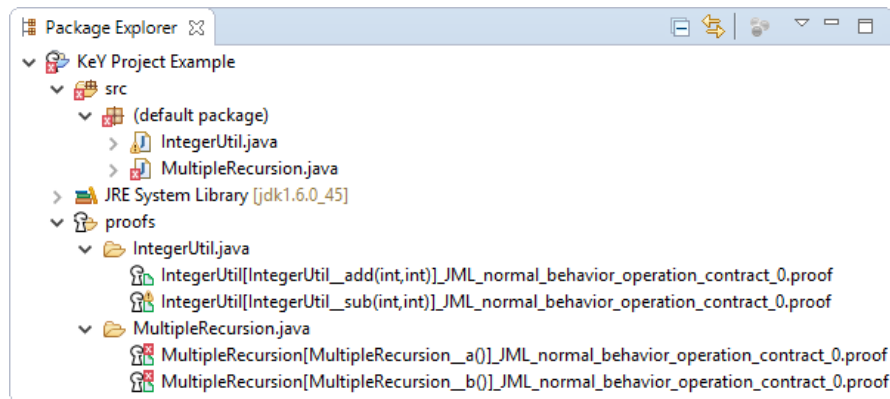 Package Explorer
KeY Project Example
src
(default package)
IntegerUtil.java
MultipleRecursion.java
JRE System Library [jdk1.6.0_45]
proofs
IntegerUtil.java
IntegerUtil[IntegerUtil__add(int,int)]_JML_normal_behavior_operation_contract_0.proof
IntegerUtil[IntegerUtil__sub(int,int)]_JML_normal_behavior_operation_contract_0.proof
MultipleRecursion.java
MultipleRecursion[MultipleRecursion__a()]_JML_normal_behavior_operation_contract_0.proof
MultipleRecursion[MultipleRecursion__b()]_JML_normal_behavior_operation_contract_0.proof